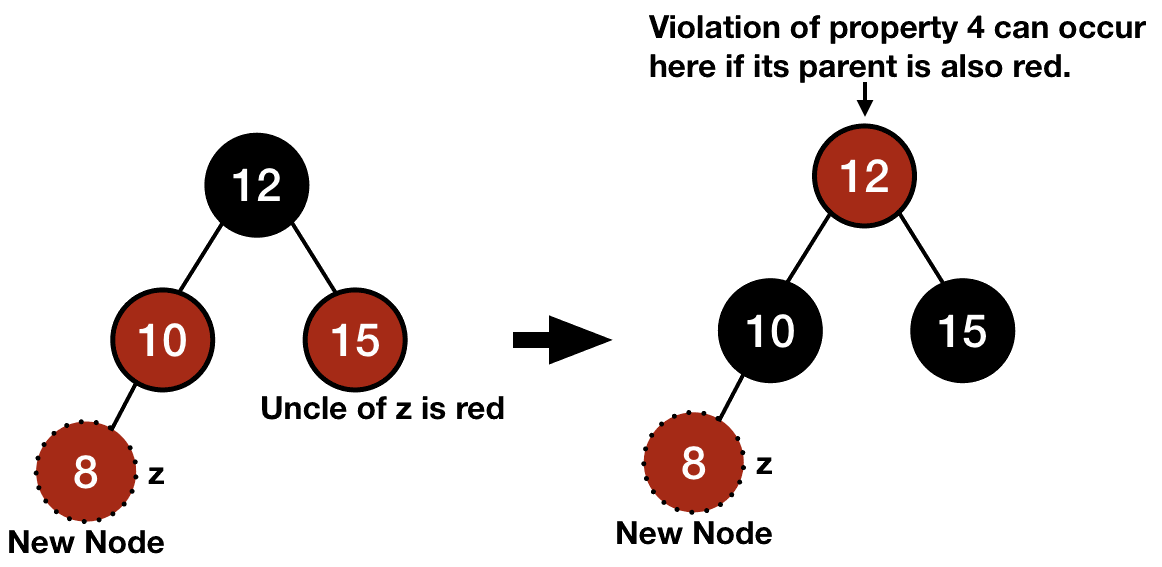 Violation of property 4 can occur
here if its parent is also red.
12
10
15
Uncle of z is red
8
z
New Node
12
10
15
8
z
New Node